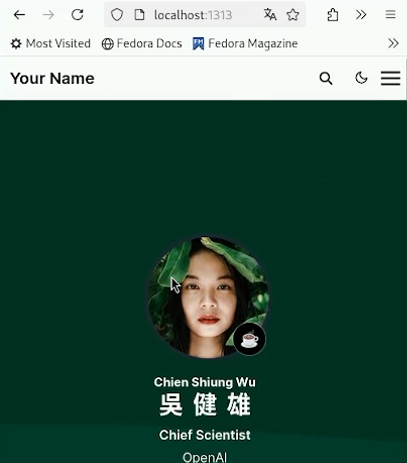 localhost:1313
Most Visited Fedora Docs Fedora Magazine
Your Name
Chien Shiung Wu
吳健雄
Chief Scientist
OpenAI